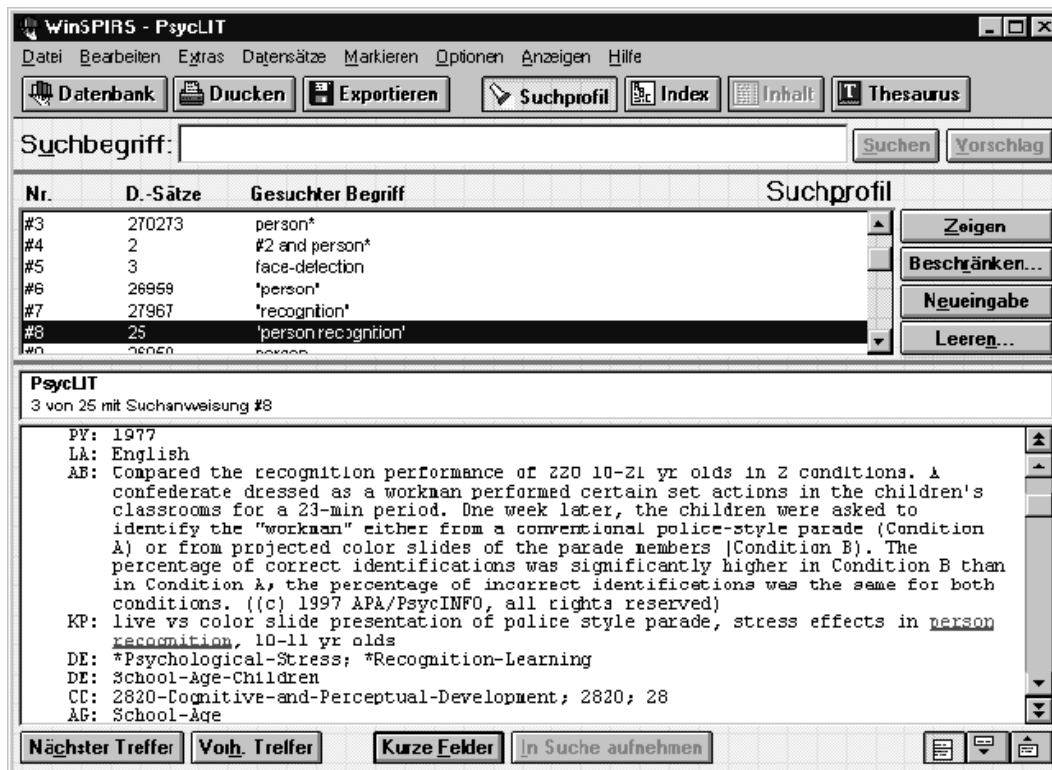 WinSPIRS - PsycLIT
Datei Bearbeiten Extras Datensätze Markieren Optionen Anzeigen Hilfe
Datenbank Drucken Exportieren Suchprofil Index Inhalt Thesaurus
Suchbegriff: Suchen Vorschlag
Nr. D.-Sätze Gesuchter Begriff Suchprofil
#3 270273 person* Zeigen
#4 2 #2 and person*
#5 3 face-detection Beschränken...
#6 26959 "person"
#7 27967 "recognition" Neueingabe
#8 25 'person recognition'
#9 26959 person Leeren...
PsycLIT
3 von 25 mit Suchanweisung #8
PY: 1977
LA: English
AB: Compared the recognition performance of 220 10-21 yr olds in 2 conditions. A
confederate dressed as a workman performed certain set actions in the children's
classrooms for a 23-min period. One week later, the children were asked to
identify the "workman" either from a conventional police-style parade (Condition
A) or from projected color slides of the parade members (Condition B). The
percentage of correct identifications was significantly higher in Condition B than
in Condition A; the percentage of incorrect identifications was the same for both
conditions. ((c) 1997 APA/PsycINFO, all rights reserved)
KP: live vs color slide presentation of police style parade, stress effects in person
recognition, 10-11 yr olds
DE: *Psychological-Stress; *Recognition-Learning
DE: School-Age-Children
CC: 2820-Cognitive-and-Perceptual-Development; 2820; 28
AG: School-Age
Nächster Treffer Vorh. Treffer Kurze Felder In Suche aufnehmen